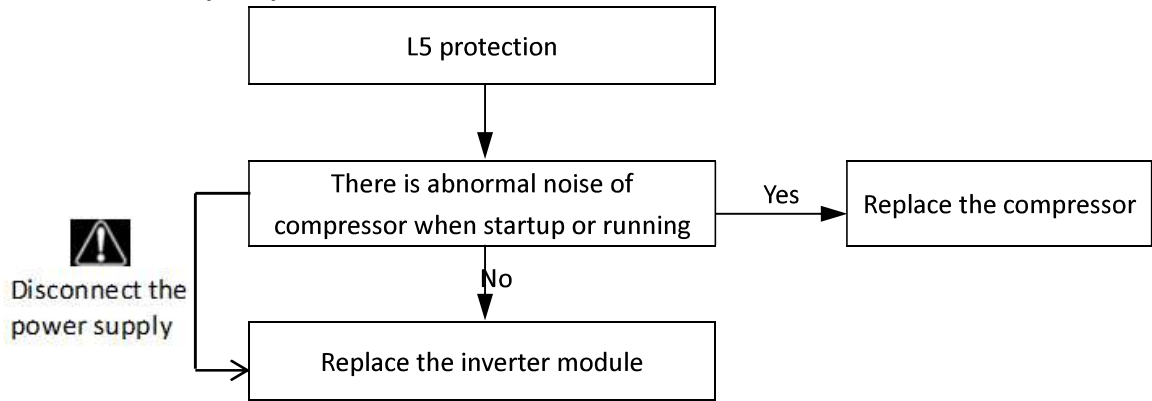 L5 protection
There is abnormal noise of
compressor when startup or running
Yes
Replace the compressor
No
Disconnect the
power supply
Replace the inverter module